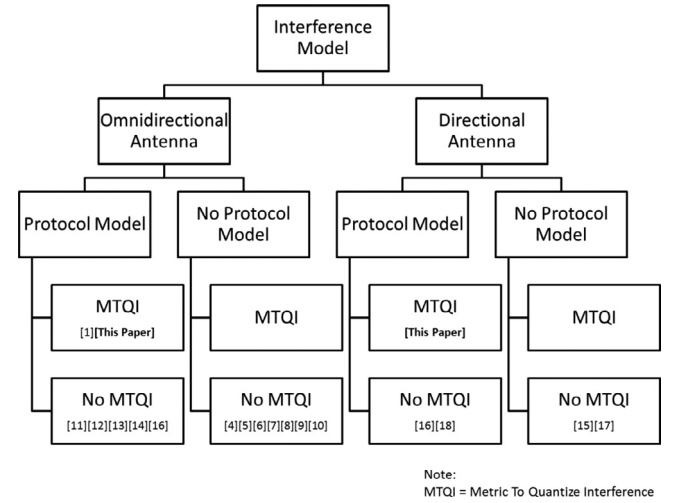 Interference
Model
Omnidirectional
Antenna
Directional
Antenna
Protocol Model
No Protocol
Model
Protocol Model
No Protocol
Model
MTQI
[1][This Paper]
MTQI
MTQI
[This Paper]
MTQI
No MTQI
[11][12][13][14][16]
No MTQI
[4][5][6][7][8][9][10]
No MTQI
[16][18]
No MTQI
[15][17]
Note:
MTQI = Metric To Quantize Interference